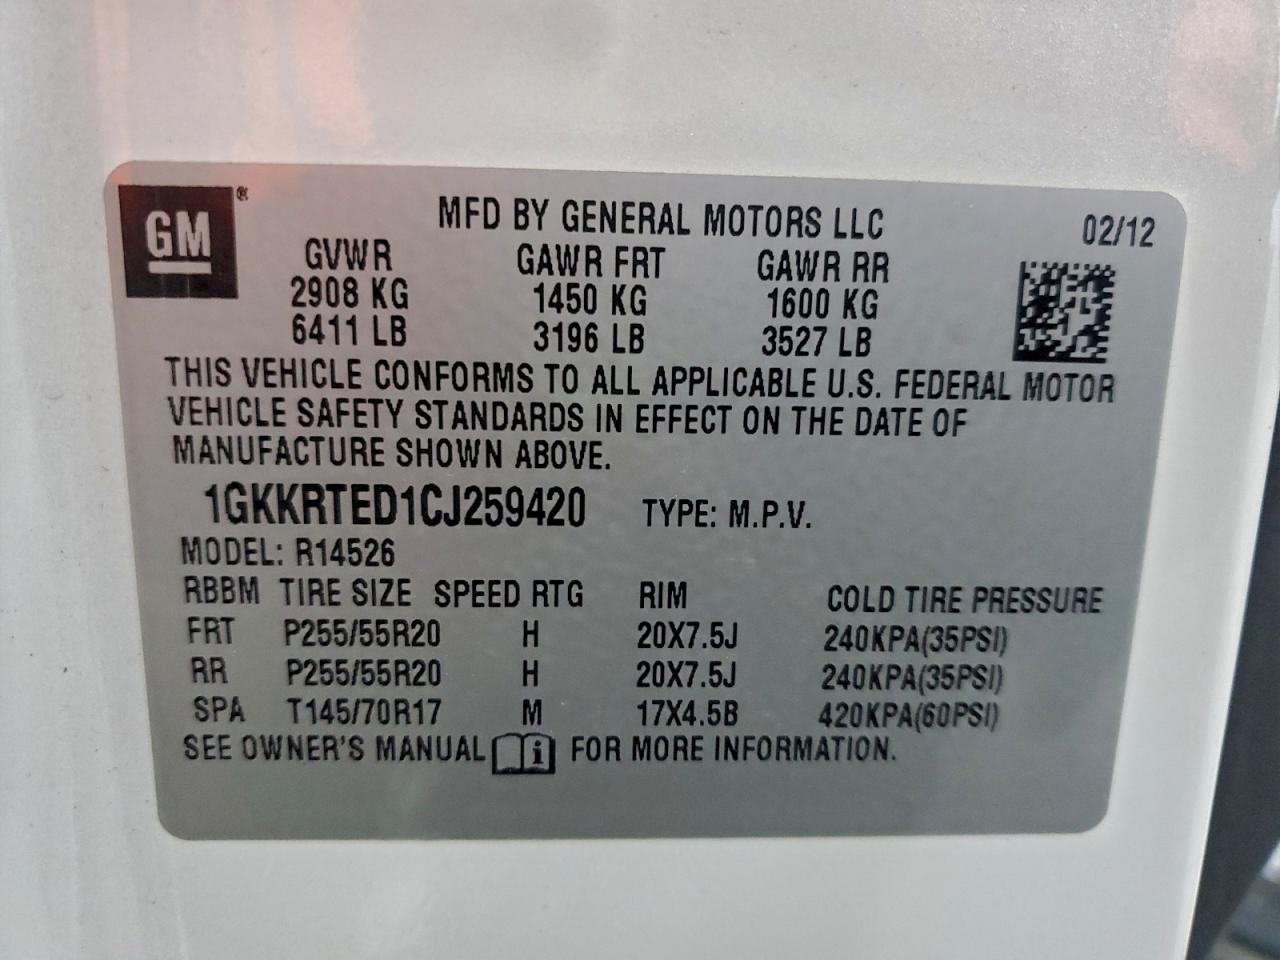 GM ®
MFD BY GENERAL MOTORS LLC 02/12
GVWR GAWR FRT GAWR RR
2908 KG 1450 KG 1600 KG
6411 LB 3196 LB 3527 LB
THIS VEHICLE CONFORMS TO ALL APPLICABLE U.S. FEDERAL MOTOR
VEHICLE SAFETY STANDARDS IN EFFECT ON THE DATE OF
MANUFACTURE SHOWN ABOVE.
1GKKRTED1CJ259420 TYPE: M.P.V.
MODEL: R14526
RBBM TIRE SIZE SPEED RTG RIM COLD TIRE PRESSURE
FRT P255/55R20 H 20X7.5J 240KPA(35PSI)
RR P255/55R20 H 20X7.5J 240KPA(35PSI)
SPA T145/70R17 M 17X4.5B 420KPA(60PSI)
SEE OWNER'S MANUAL i FOR MORE INFORMATION.